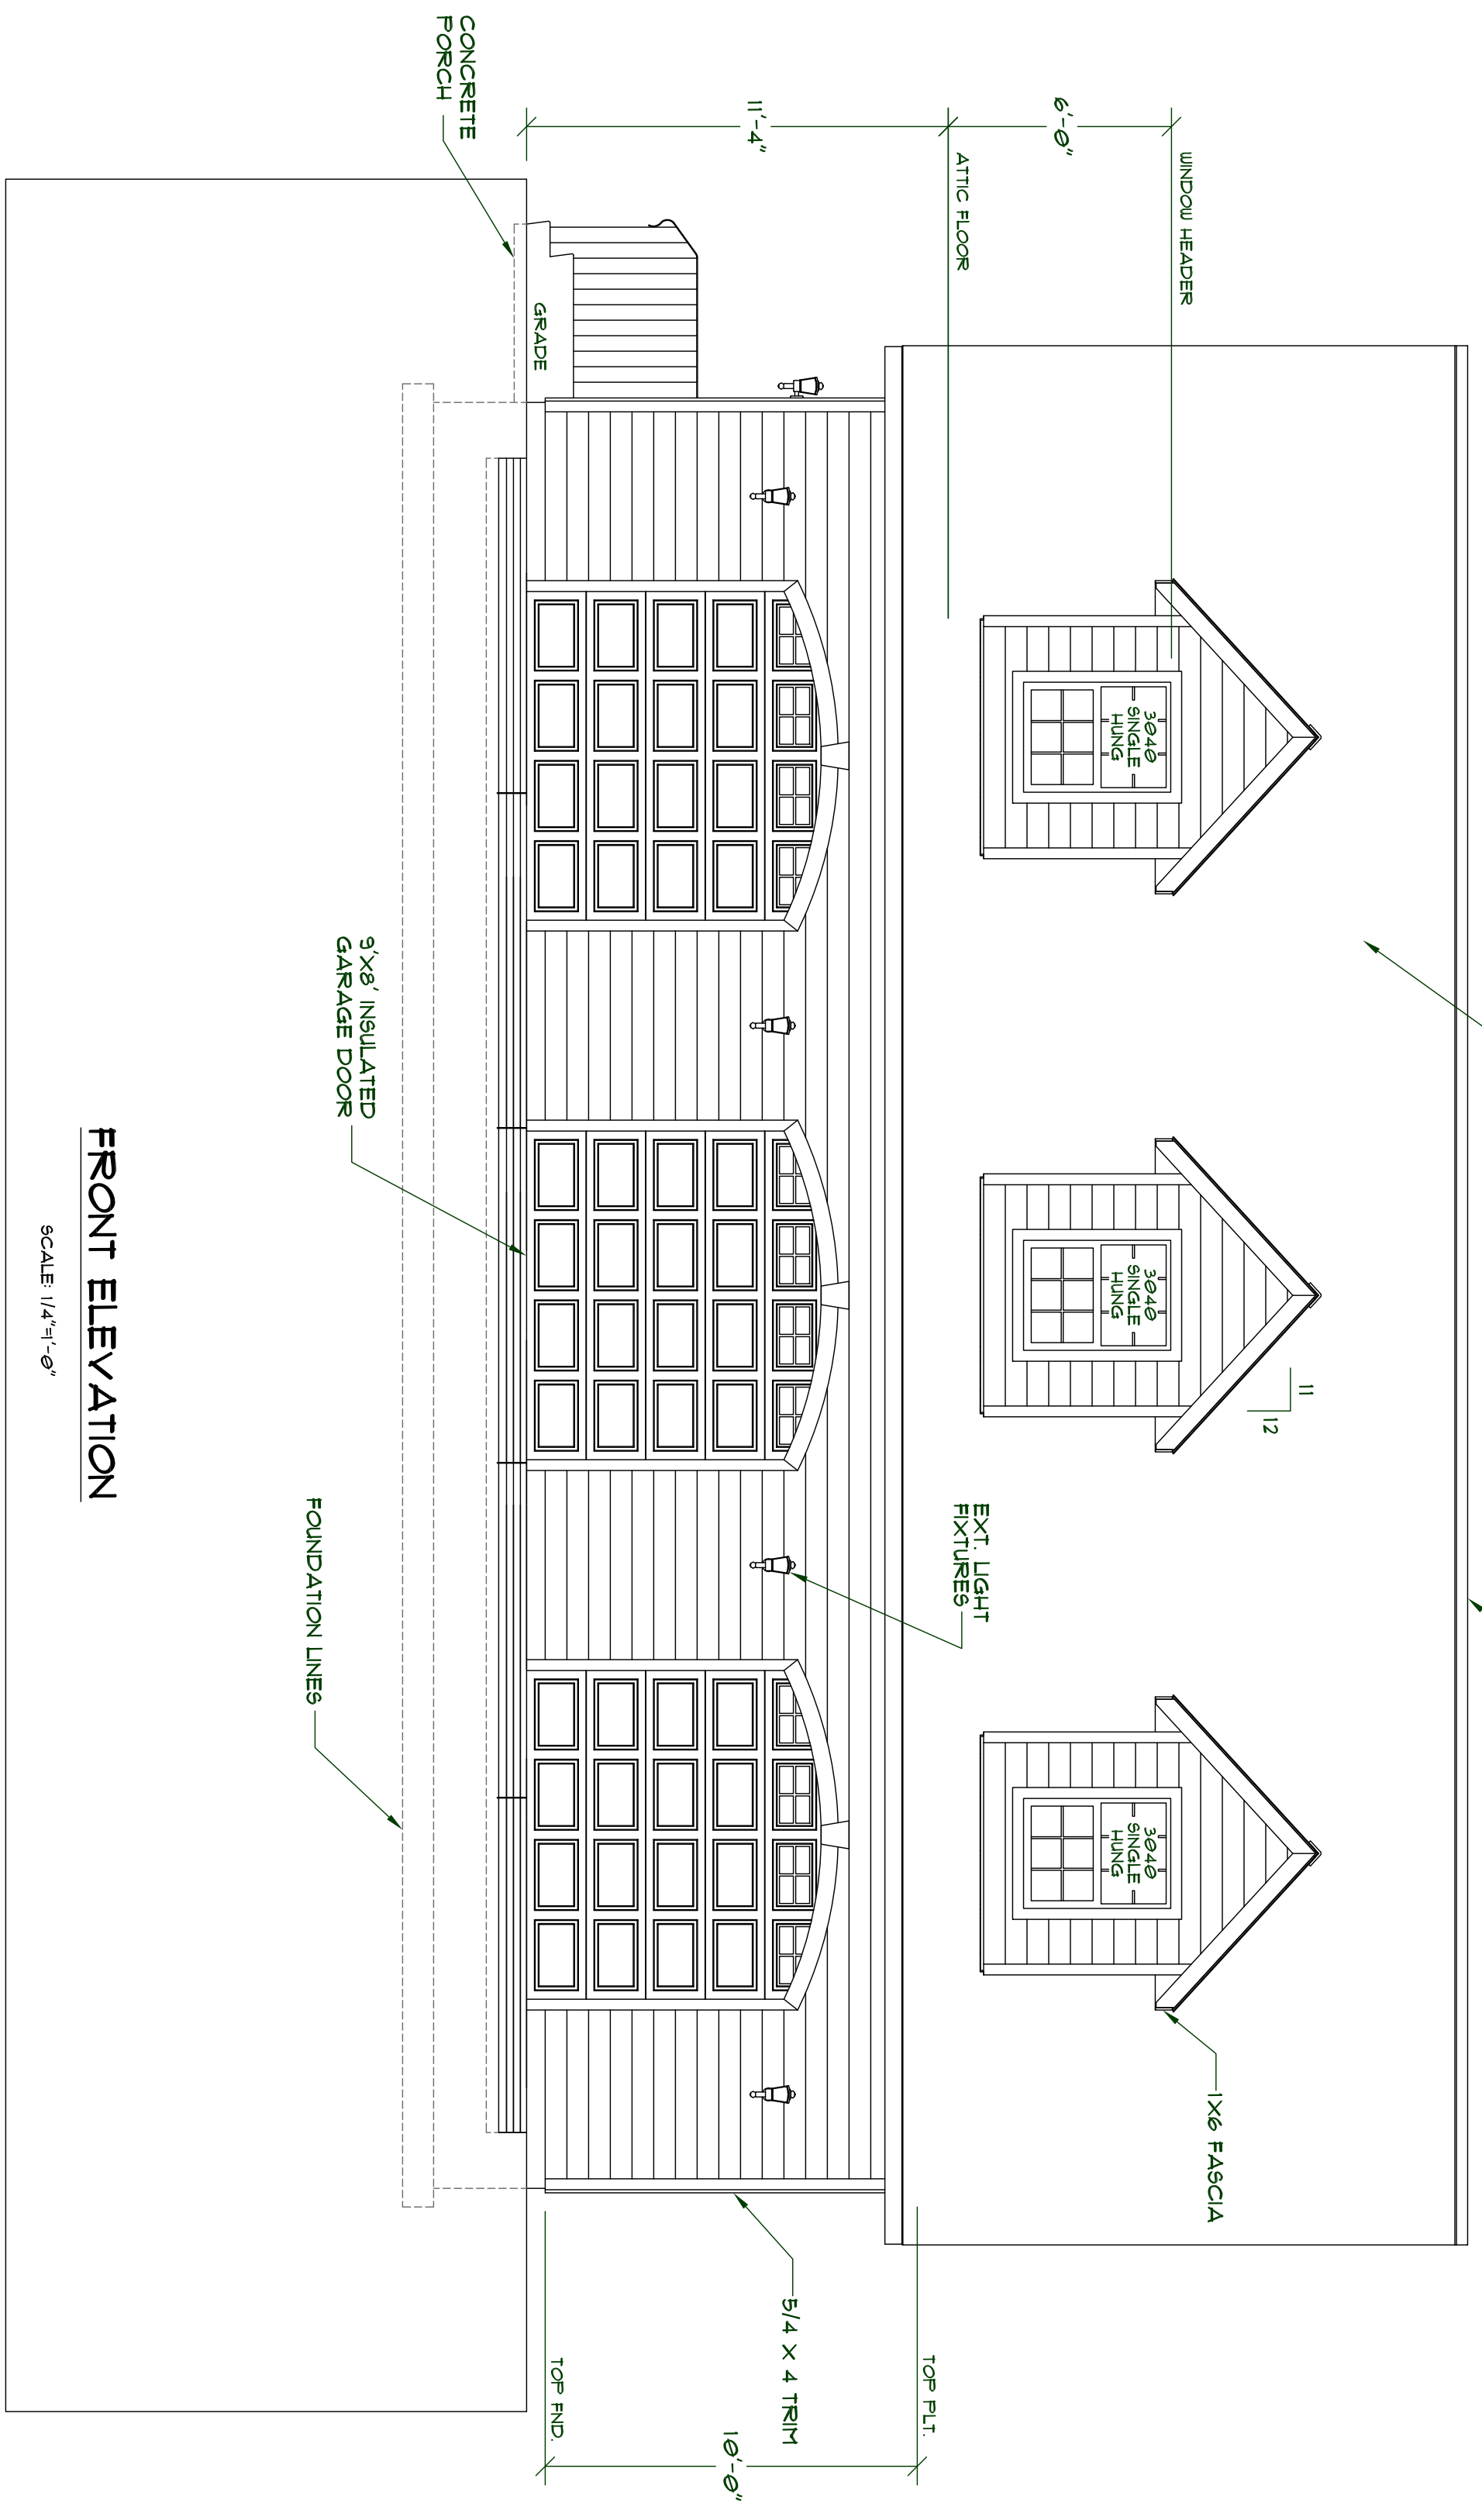 WINDOW HEADER
6'-0"
ATTIC FLOOR
11'-4"
GRADE
CONCRETE
PORCH
3040
SINGLE
HUNG
3040
SINGLE
HUNG
11
12
3040
SINGLE
HUNG
1X6 FASCIA
EXT. LIGHT
FIXTURES
5/4 X 4 TRIM
TOP PLT.
10'-0"
TOP FND.
9'X8' INSULATED
GARAGE DOOR
FOUNDATION LINES
FRONT ELEVATION
SCALE: 1/4"=1'-0"